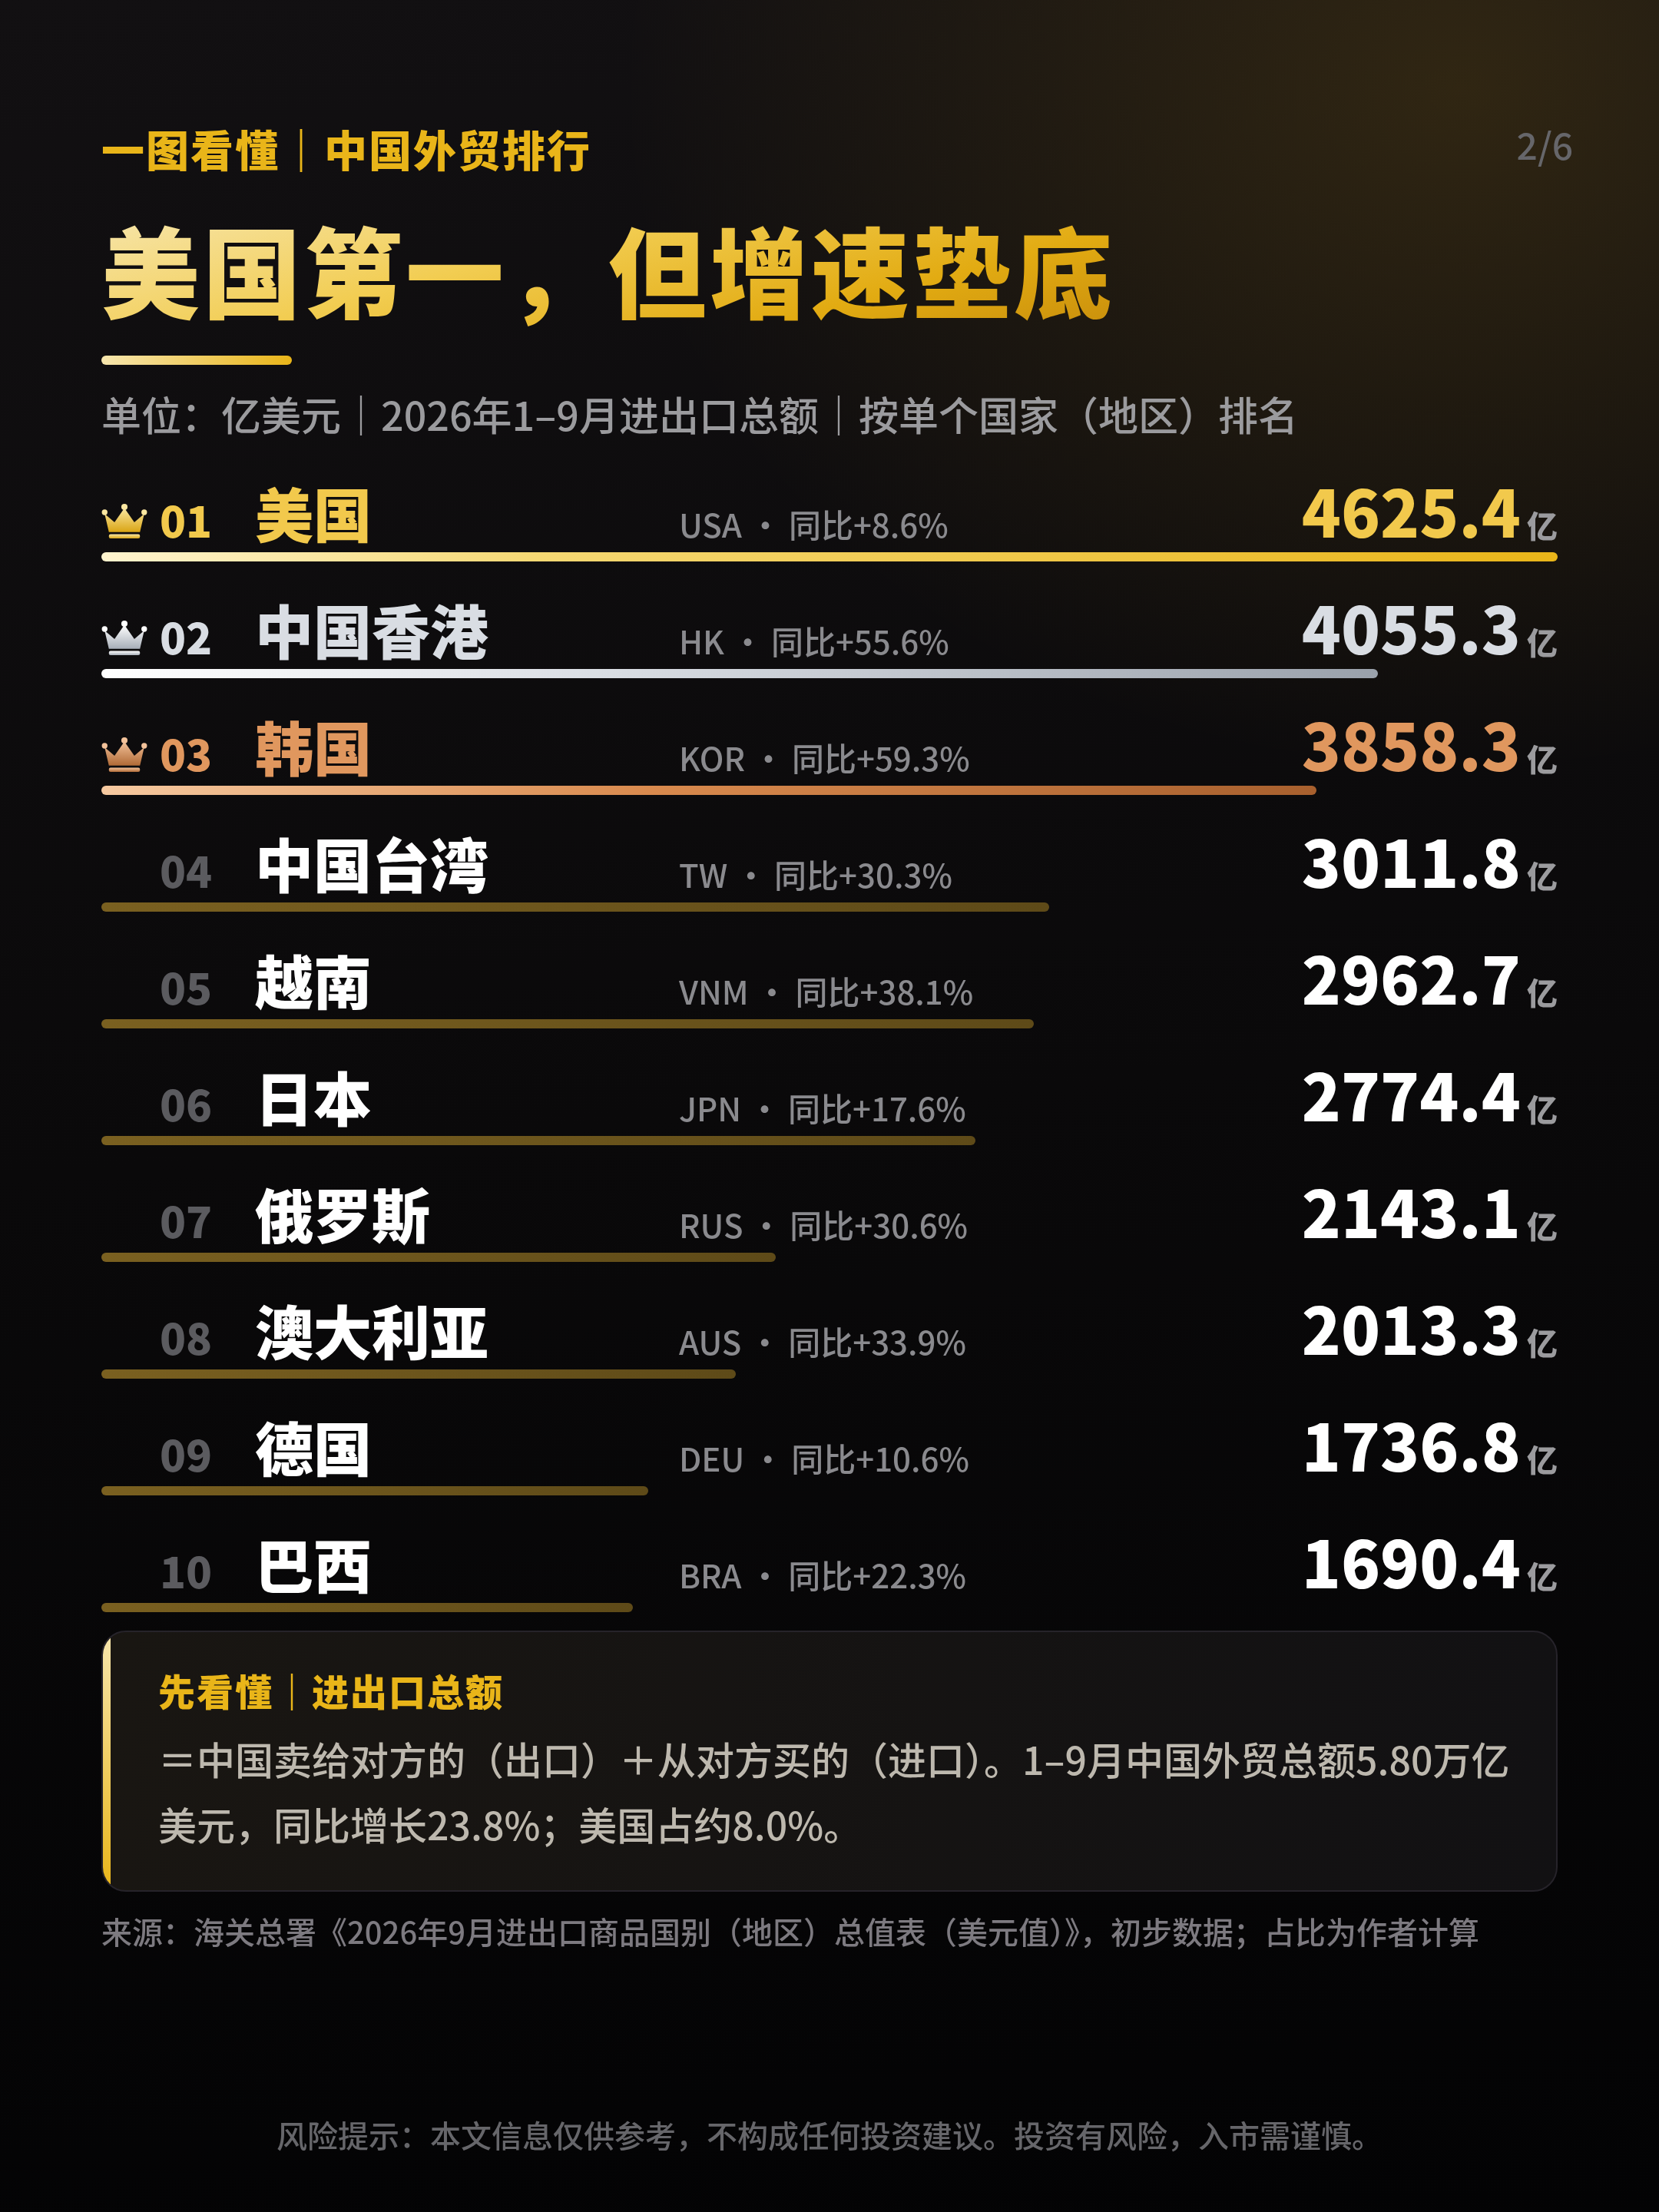 一图看懂｜中国外贸排行
2/6
美国第一，但增速垫底
单位：亿美元｜2026年1–9月进出口总额｜按单个国家（地区）排名
01 美国 USA · 同比+8.6% 4625.4亿
02 中国香港 HK · 同比+55.6% 4055.3亿
03 韩国 KOR · 同比+59.3% 3858.3亿
04 中国台湾 TW · 同比+30.3% 3011.8亿
05 越南 VNM · 同比+38.1% 2962.7亿
06 日本 JPN · 同比+17.6% 2774.4亿
07 俄罗斯 RUS · 同比+30.6% 2143.1亿
08 澳大利亚 AUS · 同比+33.9% 2013.3亿
09 德国 DEU · 同比+10.6% 1736.8亿
10 巴西 BRA · 同比+22.3% 1690.4亿
先看懂｜进出口总额
＝中国卖给对方的（出口）＋从对方买的（进口）。1–9月中国外贸总额5.80万亿
美元，同比增长23.8%；美国占约8.0%。
来源：海关总署《2026年9月进出口商品国别（地区）总值表（美元值）》，初步数据；占比为作者计算
风险提示：本文信息仅供参考，不构成任何投资建议。投资有风险，入市需谨慎。